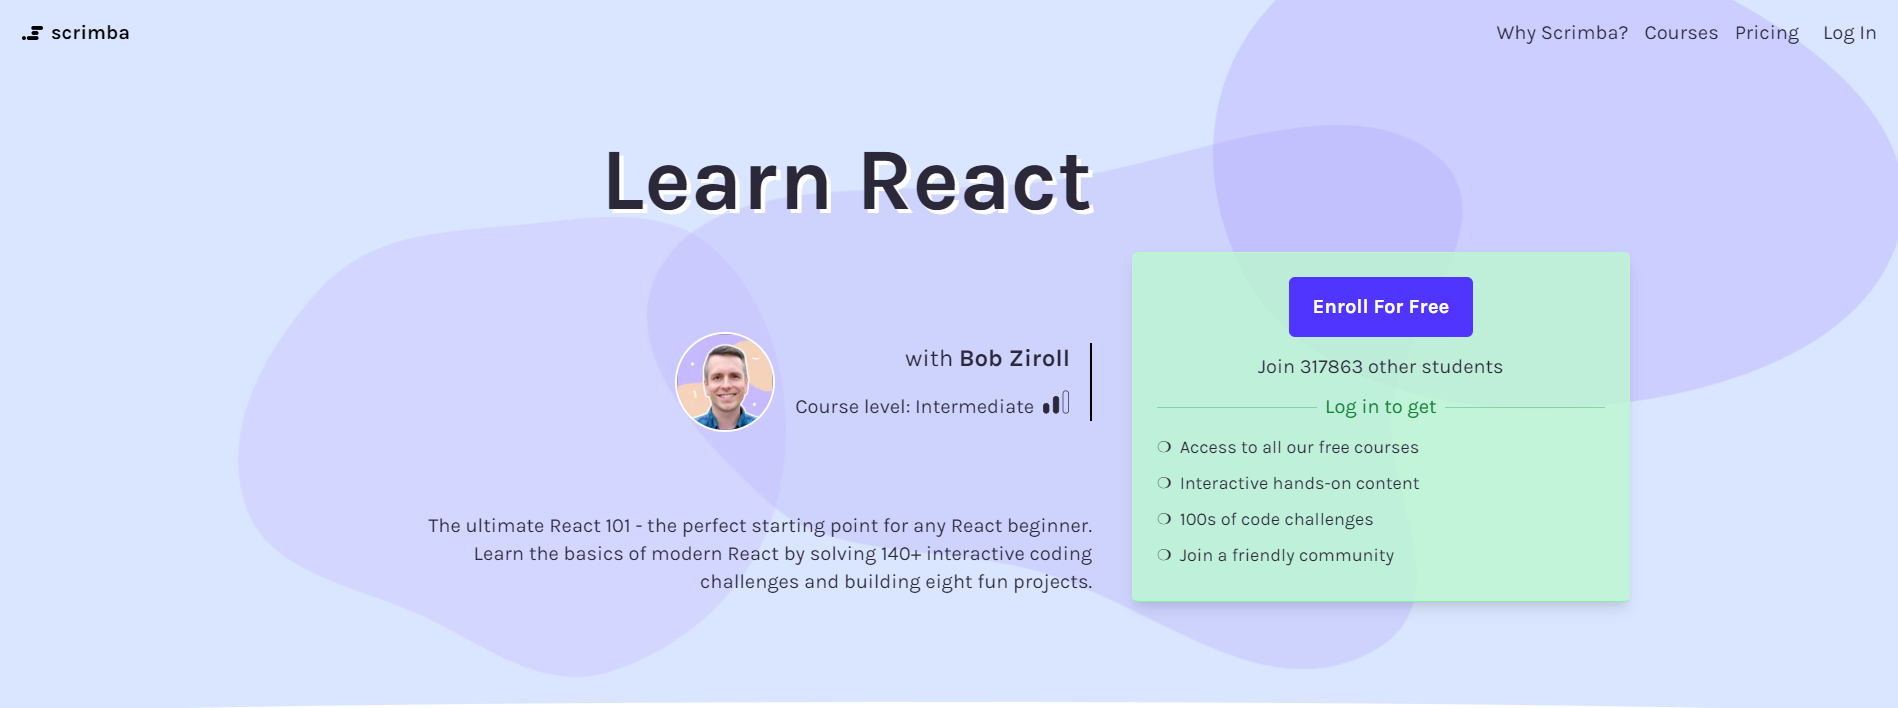 scrimba
Why Scrimba? Courses Pricing Log In
Learn React
with Bob Ziroll
Course level: Intermediate
The ultimate React 101 - the perfect starting point for any React beginner.
Learn the basics of modern React by solving 140+ interactive coding
challenges and building eight fun projects.
Enroll For Free
Join 317863 other students
Log in to get
❍ Access to all our free courses
❍ Interactive hands-on content
❍ 100s of code challenges
❍ Join a friendly community